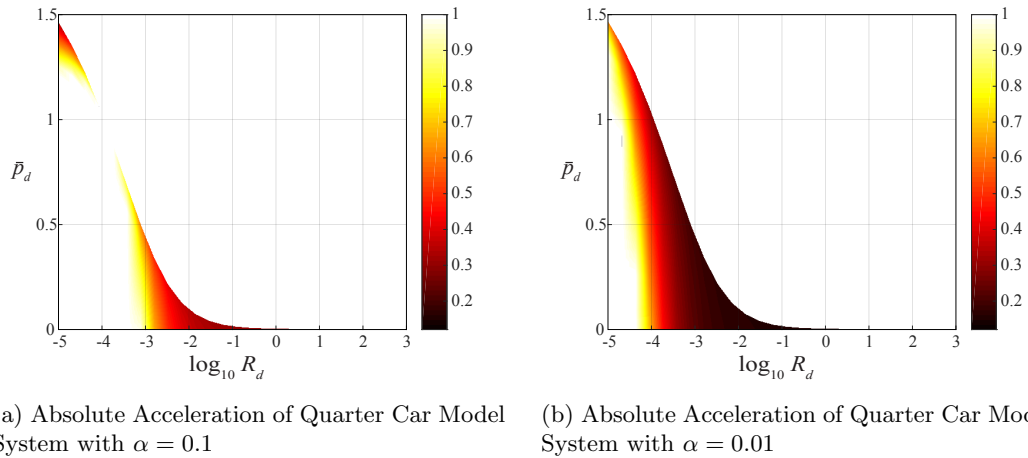 1.5
1
0.5
0
p̄d
-5 -4 -3 -2 -1 0 1 2 3
log10 Rd
1
0.9
0.8
0.7
0.6
0.5
0.4
0.3
0.2
1.5
1
0.5
0
p̄d
-5 -4 -3 -2 -1 0 1 2 3
log10 Rd
1
0.9
0.8
0.7
0.6
0.5
0.4
0.3
0.2
a) Absolute Acceleration of Quarter Car Model
System with α = 0.1
(b) Absolute Acceleration of Quarter Car Mod
System with α = 0.01